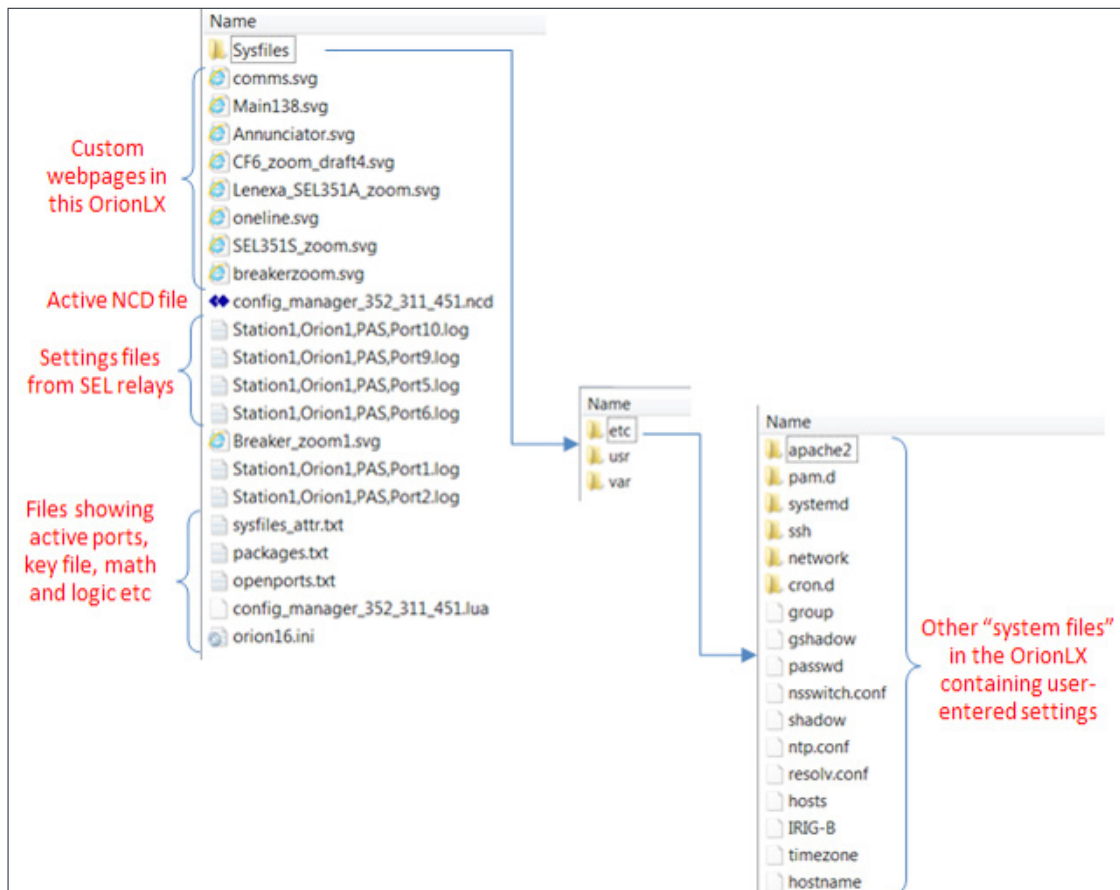 Name
Sysfiles
comms.svg
Main138.svg
Annunciator.svg
CF6_zoom_draft4.svg
Lenexa_SEL351A_zoom.svg
oneline.svg
SEL351S_zoom.svg
breakerzoom.svg
config_manager_352_311_451.ncd
Station1,Orion1,PAS,Port10.log
Station1,Orion1,PAS,Port9.log
Station1,Orion1,PAS,Port5.log
Station1,Orion1,PAS,Port6.log
Breaker_zoom1.svg
Station1,Orion1,PAS,Port1.log
Station1,Orion1,PAS,Port2.log
sysfiles_attr.txt
packages.txt
openports.txt
config_manager_352_311_451.lua
orion16.ini
Custom
webpages in
this OrionLX
Active NCD file
Settings files
from SEL relays
Files showing
active ports,
key file, math
and logic etc
Name
etc
usr
var
Name
apache2
pam.d
systemd
ssh
network
cron.d
group
gshadow
passwd
nsswitch.conf
shadow
ntp.conf
resolv.conf
hosts
IRIG-B
timezone
hostname
Other “system files”
in the OrionLX
containing user-
entered settings